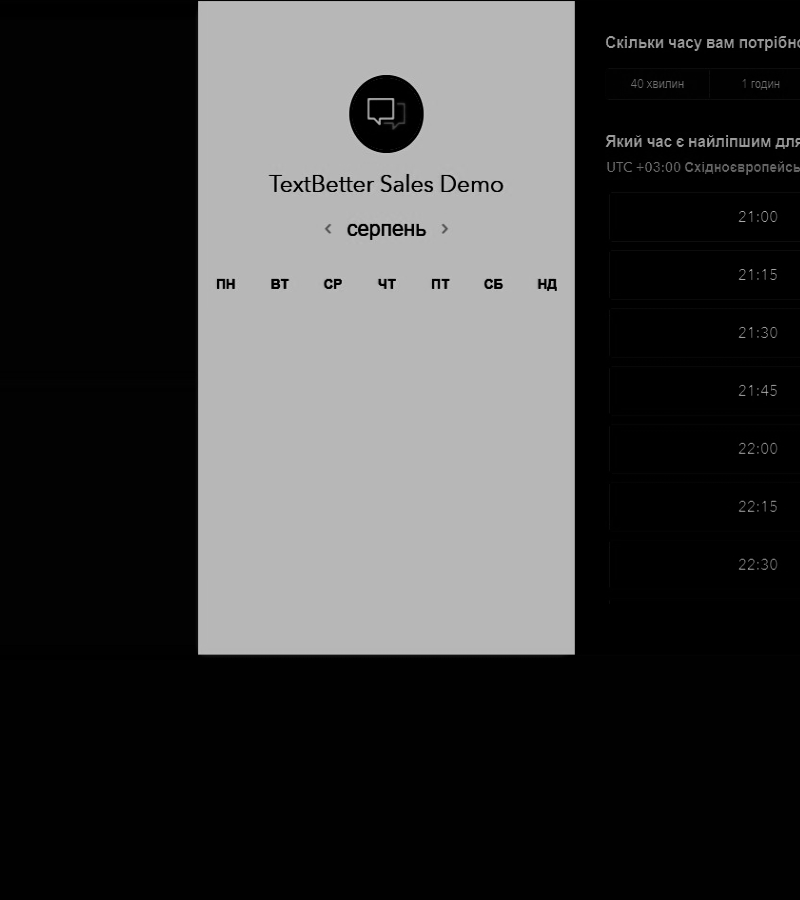 TextBetter Sales Demo
серпень
ПН ВТ СР ЧТ ПТ СБ НД
Скільки часу вам
40 хвилин 1 годин
Який час є найліпшим для
UTC +03:00
21:00
21:15
21:30
21:45
22:00
22:15
22:30